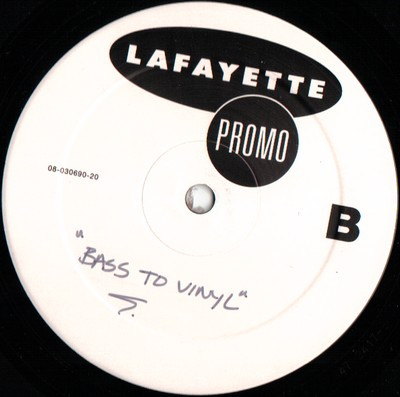 LAFAYETTE
PROMO
08-030690-20
B
"BASS TO VINYL"